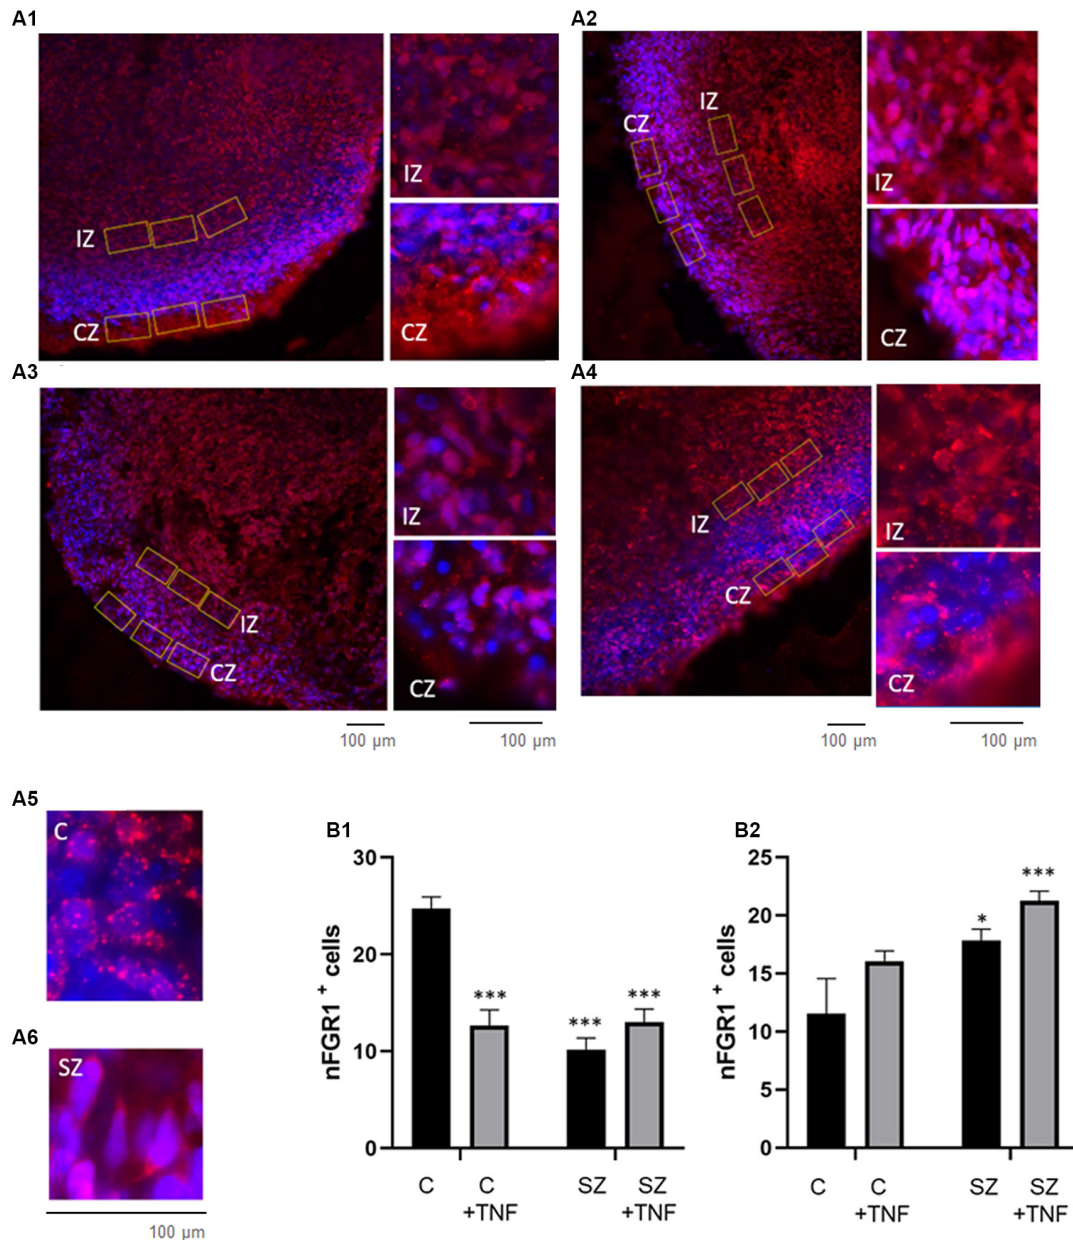 A1
IZ
CZ
IZ
CZ
A2
CZ
IZ
IZ
CZ
A3
IZ
CZ
IZ
CZ
100 µm
100 µm
A4
IZ
CZ
IZ
CZ
100 µm
100 µm
A5
C
A6
SZ
100 µm
B1
nFGR1 + cells
30
20
10
0
***
***
***
C
C
+TNF
SZ
SZ
+TNF
B2
nFGR1 + cells
25
20
15
10
5
0
*
***
C
C
+TNF
SZ
SZ
+TNF